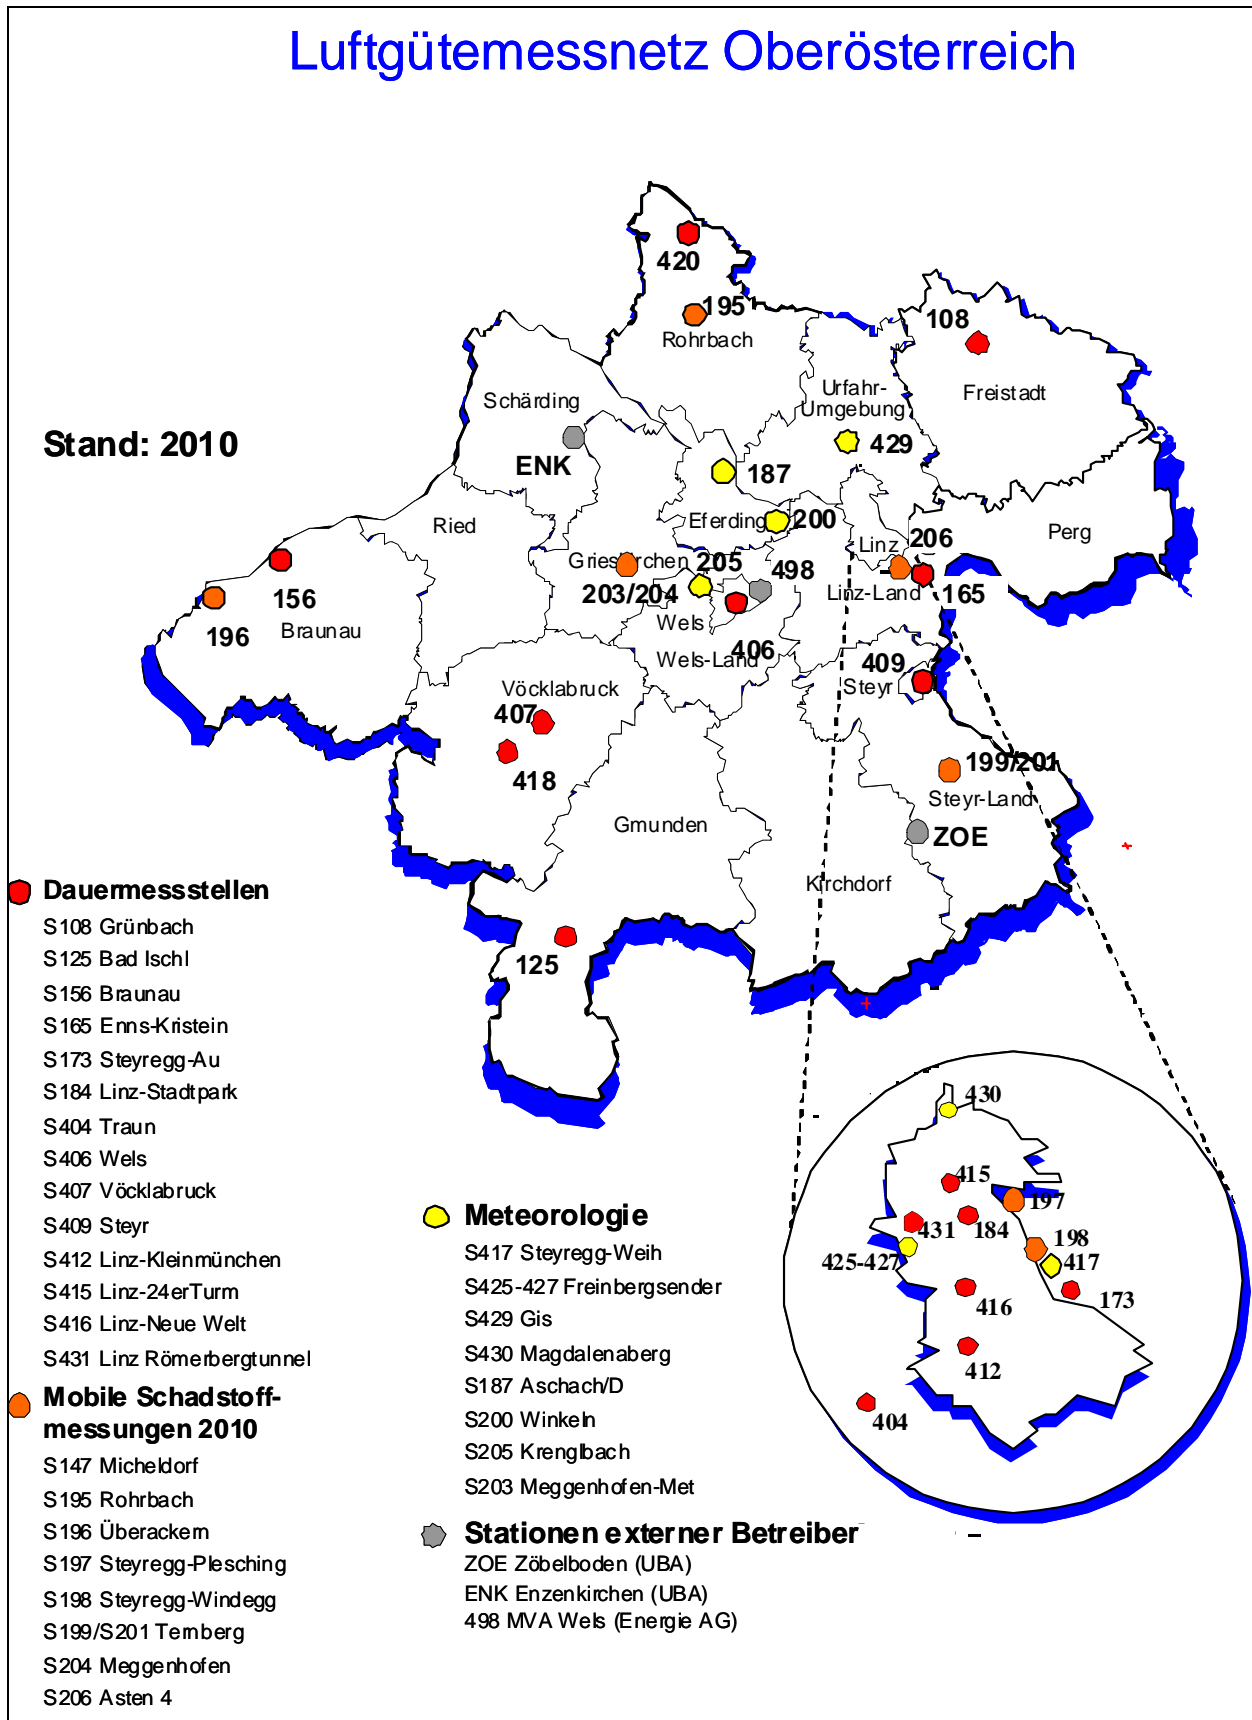 Luftgütemessnetz Oberösterreich
420
195
Rohrbach
108
Freistadt
Urfahr-
Umgebung
429
Schärding
ENK
Stand: 2010
187
Eferding
200
Ried
Perg
Linz
206
Grieskirchen
205
498
203/204
Linz-Land
165
156
196
Braunau
Wels
406
Wels-Land
409
Steyr
Vöcklabruck
407
418
199/201
Steyr-Land
ZOE
Gmunden
Kirchdorf
125
Dauermessstellen
S108 Grünbach
S125 Bad Ischl
S156 Braunau
S165 Enns-Kristein
S173 Steyregg-Au
S184 Linz-Stadtpark
S404 Traun
S406 Wels
S407 Vöcklabruck
S409 Steyr
S412 Linz-Kleinmünchen
S415 Linz-24erTurm
S416 Linz-Neue Welt
S431 Linz Römerbergtunnel
Mobile Schadstoff-
messungen 2010
S147 Micheldorf
S195 Rohrbach
S196 Überackern
S197 Steyregg-Plesching
S198 Steyregg-Windegg
S199/S201 Ternberg
S204 Meggenhofen
S206 Asten 4
Meteorologie
S417 Steyregg-Weih
S425-427 Freinbergsender
S429 Gis
S430 Magdalenaberg
S187 Aschach/D
S200 Winkeln
S205 Krenglbach
S203 Meggenhofen-Met
Stationen externer Betreiber
ZOE Zöbelboden (UBA)
ENK Enzenkirchen (UBA)
498 MVA Wels (Energie AG)
430
415
197
431
184
198
425-427
417
416
173
412
404